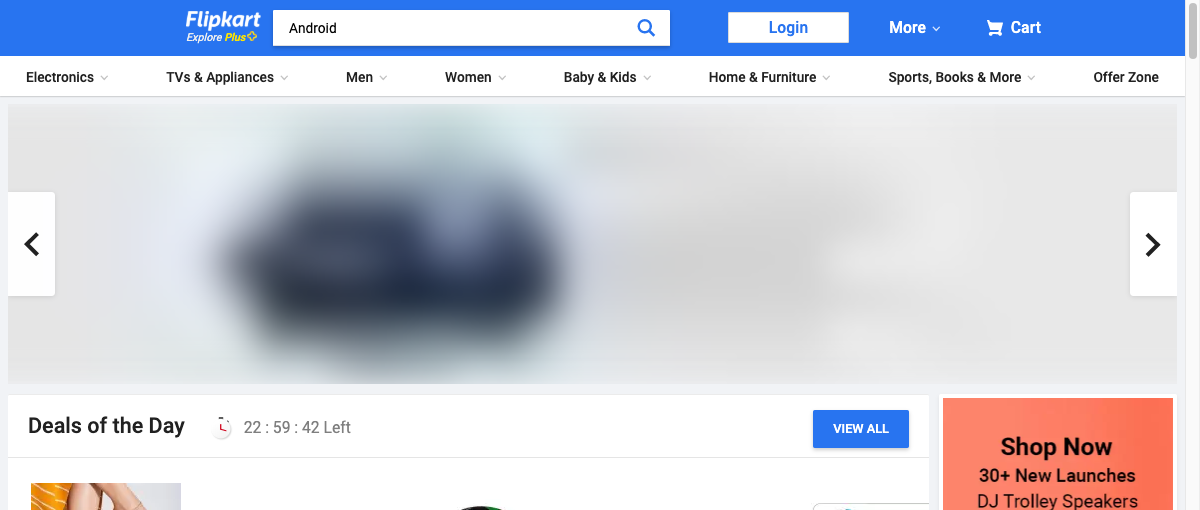 Flipkart
Explore Plus
Android
Login
More
Cart
Electronics
TVs & Appliances
Men
Women
Baby & Kids
Home & Furniture
Sports, Books & More
Offer Zone
Deals of the Day
22 : 59 : 42 Left
VIEW ALL
Shop Now
30+ New Launches
DJ Trolley Speakers